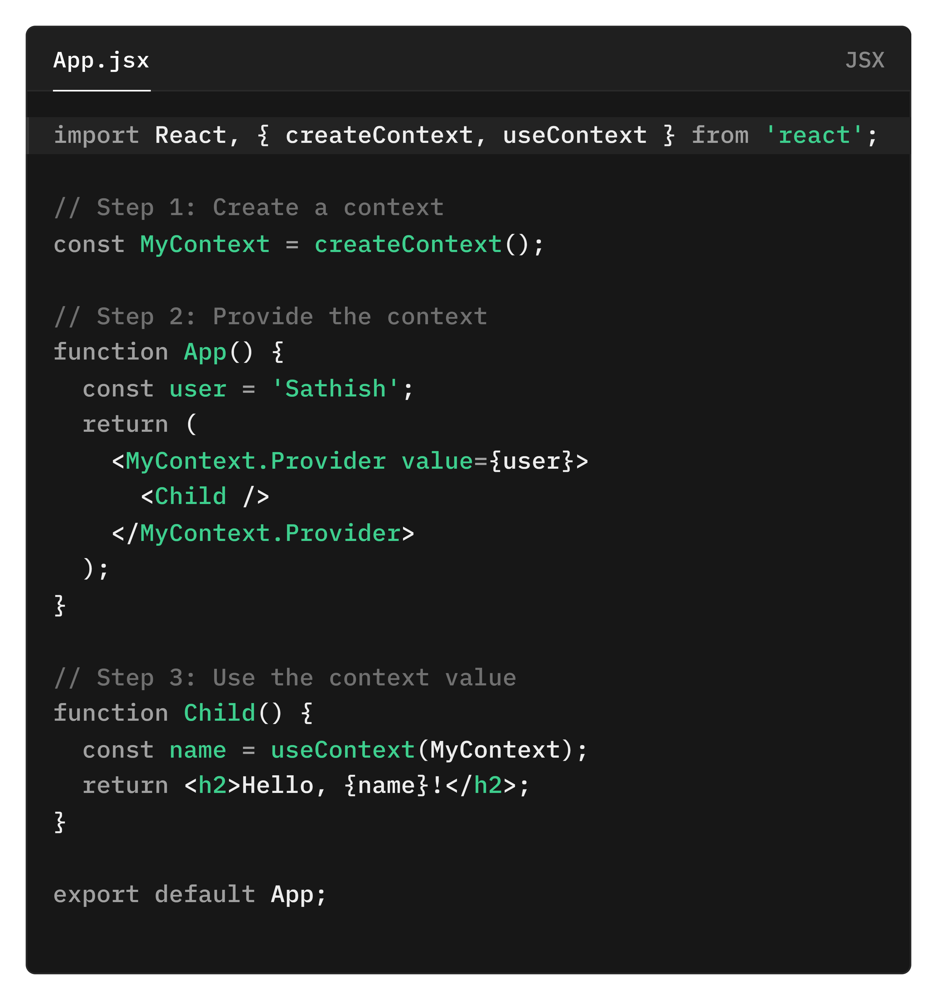 App.jsx
JSX
import React, { createContext, useContext } from 'react';
// Step 1: Create a context
const MyContext = createContext();
// Step 2: Provide the context
function App() {
  const user = 'Sathish';
  return (
    <MyContext.Provider value={user}>
      <Child />
    </MyContext.Provider>
  );
}
// Step 3: Use the context value
function Child() {
  const name = useContext(MyContext);
  return <h2>Hello, {name}!</h2>;
}
export default App;